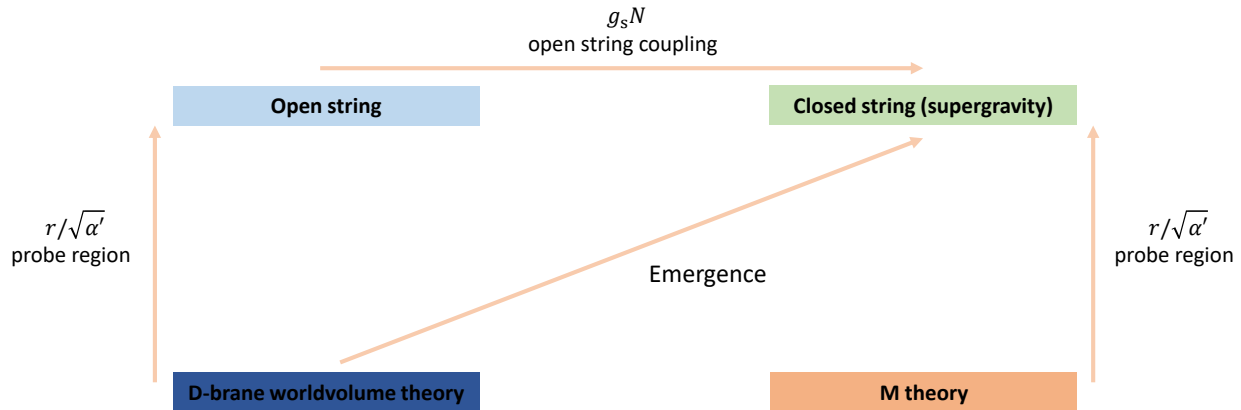 g_s N
open string coupling
Open string
Closed string (supergravity)
r/√α′
probe region
r/√α′
probe region
Emergence
D-brane worldvolume theory
M theory